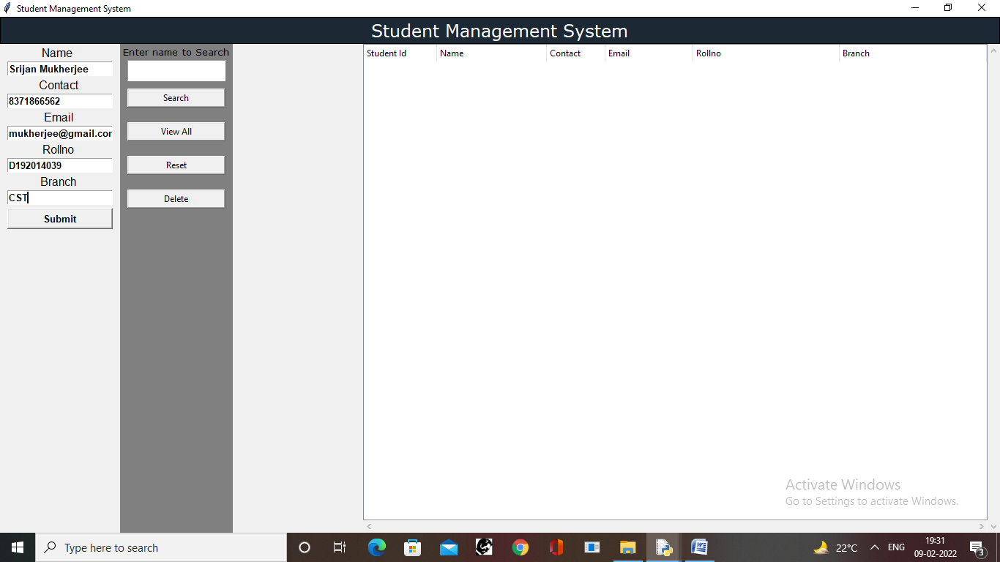 Student Management System
Student Management System
Name
Srijan Mukherjee
Contact
8371866562
Email
mukherjee@gmail.cor
Rollno
D192014039
Branch
CST
Submit
Enter name to Search
Search
View All
Reset
Delete
Student Id Name Contact Email Rollno Branch
Activate Windows
Go to Settings to activate Windows.
Type here to search
22°C
ENG
19:31
09-02-2022
3